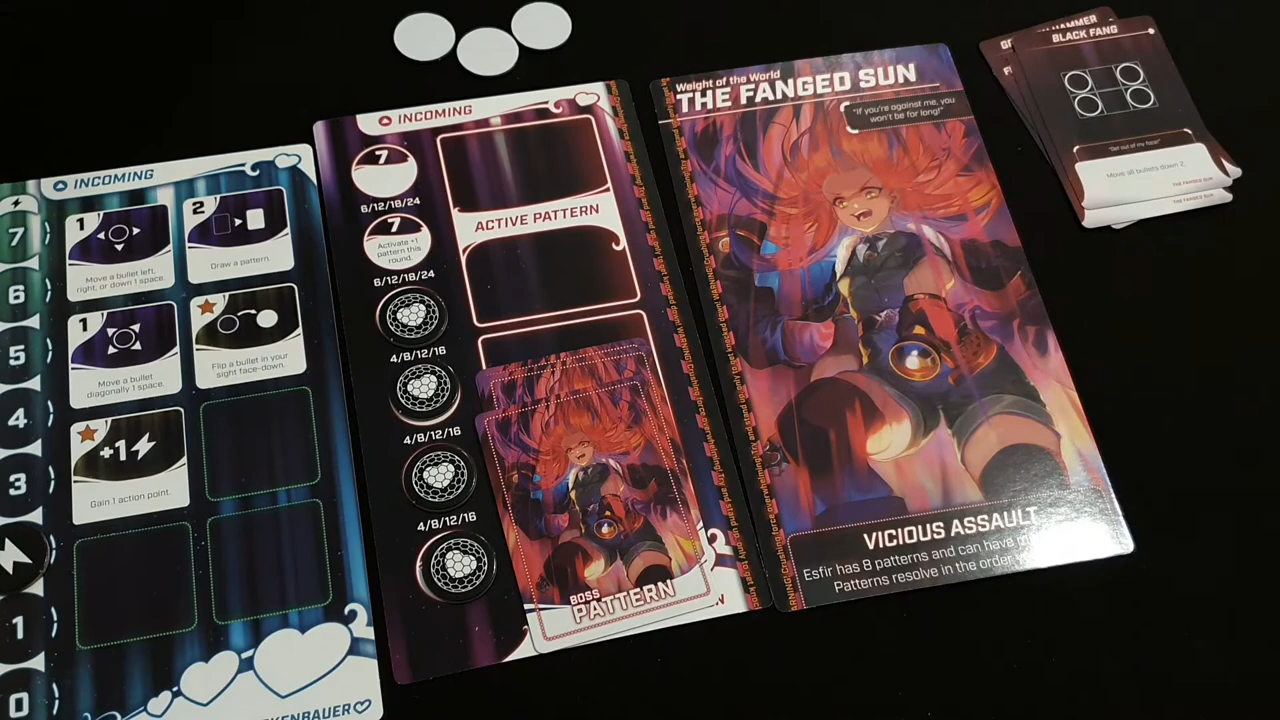 INCOMING
7
6
5
4
3
1
0
1
Move a bullet left,
right, or down 1 space.
2
Draw a pattern.
1
Move a bullet
diagonally 1 space.
Flip a bullet in your
sight face-down.
+1
Gain 1 action point.
INCOMING
7
6/12/18/24
7
Activate +1
pattern this
round.
6/12/18/24
4/8/12/16
4/8/12/16
4/8/12/16
ACTIVE PATTERN
BOSS
PATTERN
Weight of the World
THE FANGED SUN
"If you're against me, you
won't be for long!"
VICIOUS ASSAULT
Esfir has 8 patterns and can have
Patterns resolve in the order
HAMMER
BLACK FANG
"Get out of my face!"
Move all bullets down 2.
THE FANGED SUN
THE FANGED SUN